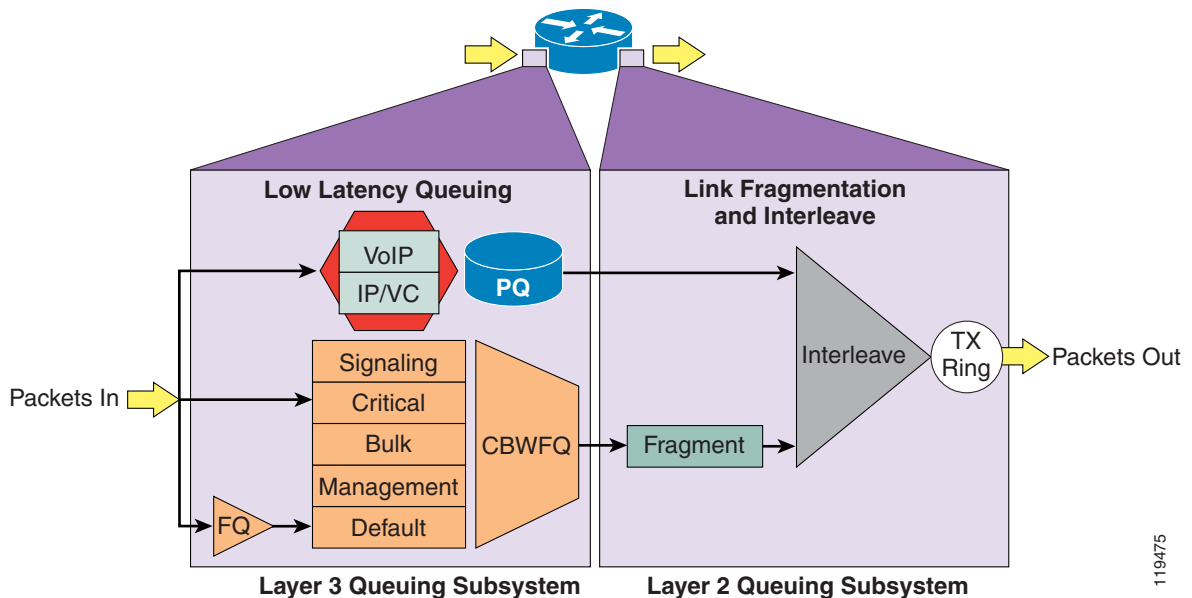 Low Latency Queuing
Link Fragmentation
and Interleave
VoIP
IP/VC
PQ
Signaling
Critical
Bulk
Management
Default
CBWFQ
FQ
Packets In
Fragment
Interleave
TX
Ring
Packets Out
Layer 3 Queuing Subsystem
Layer 2 Queuing Subsystem
119475